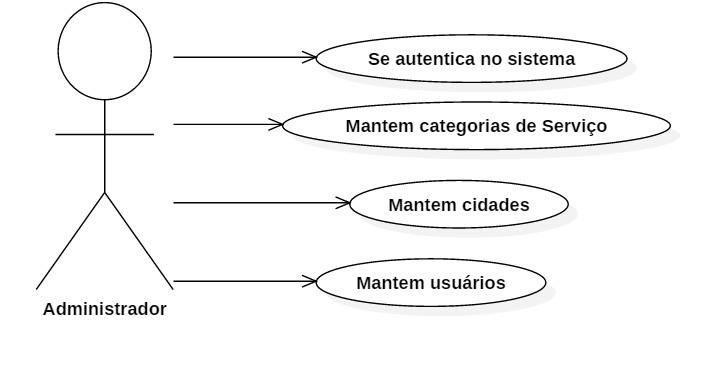 Se autentica no sistema
Mantem categorias de Serviço
Mantem cidades
Mantem usuários
Administrador